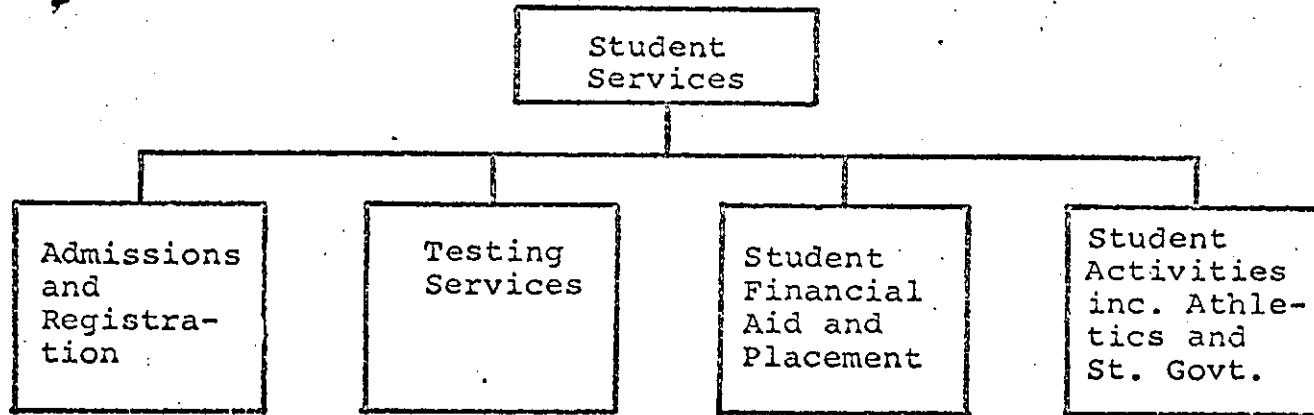 Student
Services
Admissions
and
Registra-
tion
Testing
Services
Student
Financial
Aid and
Placement
Student
Activities
inc. Athle-
tics and
St. Govt.